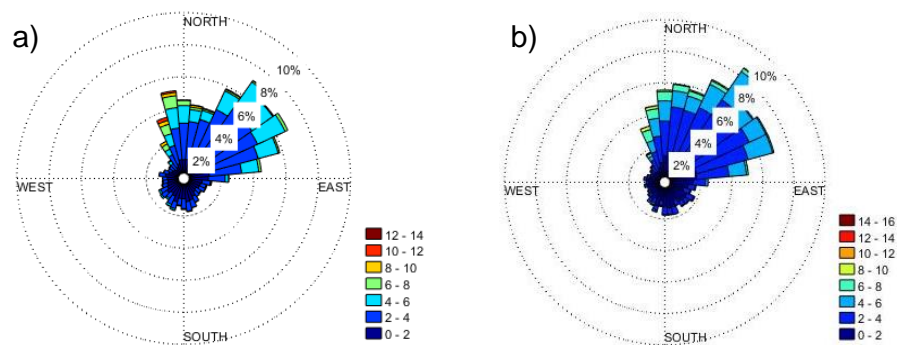 a)
NORTH
10%
8%
6%
4%
2%
WEST
EAST
SOUTH
12 - 14
10 - 12
8 - 10
6 - 8
4 - 6
2 - 4
0 - 2
b)
NORTH
10%
8%
6%
4%
2%
WEST
EAST
SOUTH
14 - 16
12 - 14
10 - 12
8 - 10
6 - 8
4 - 6
2 - 4
0 - 2